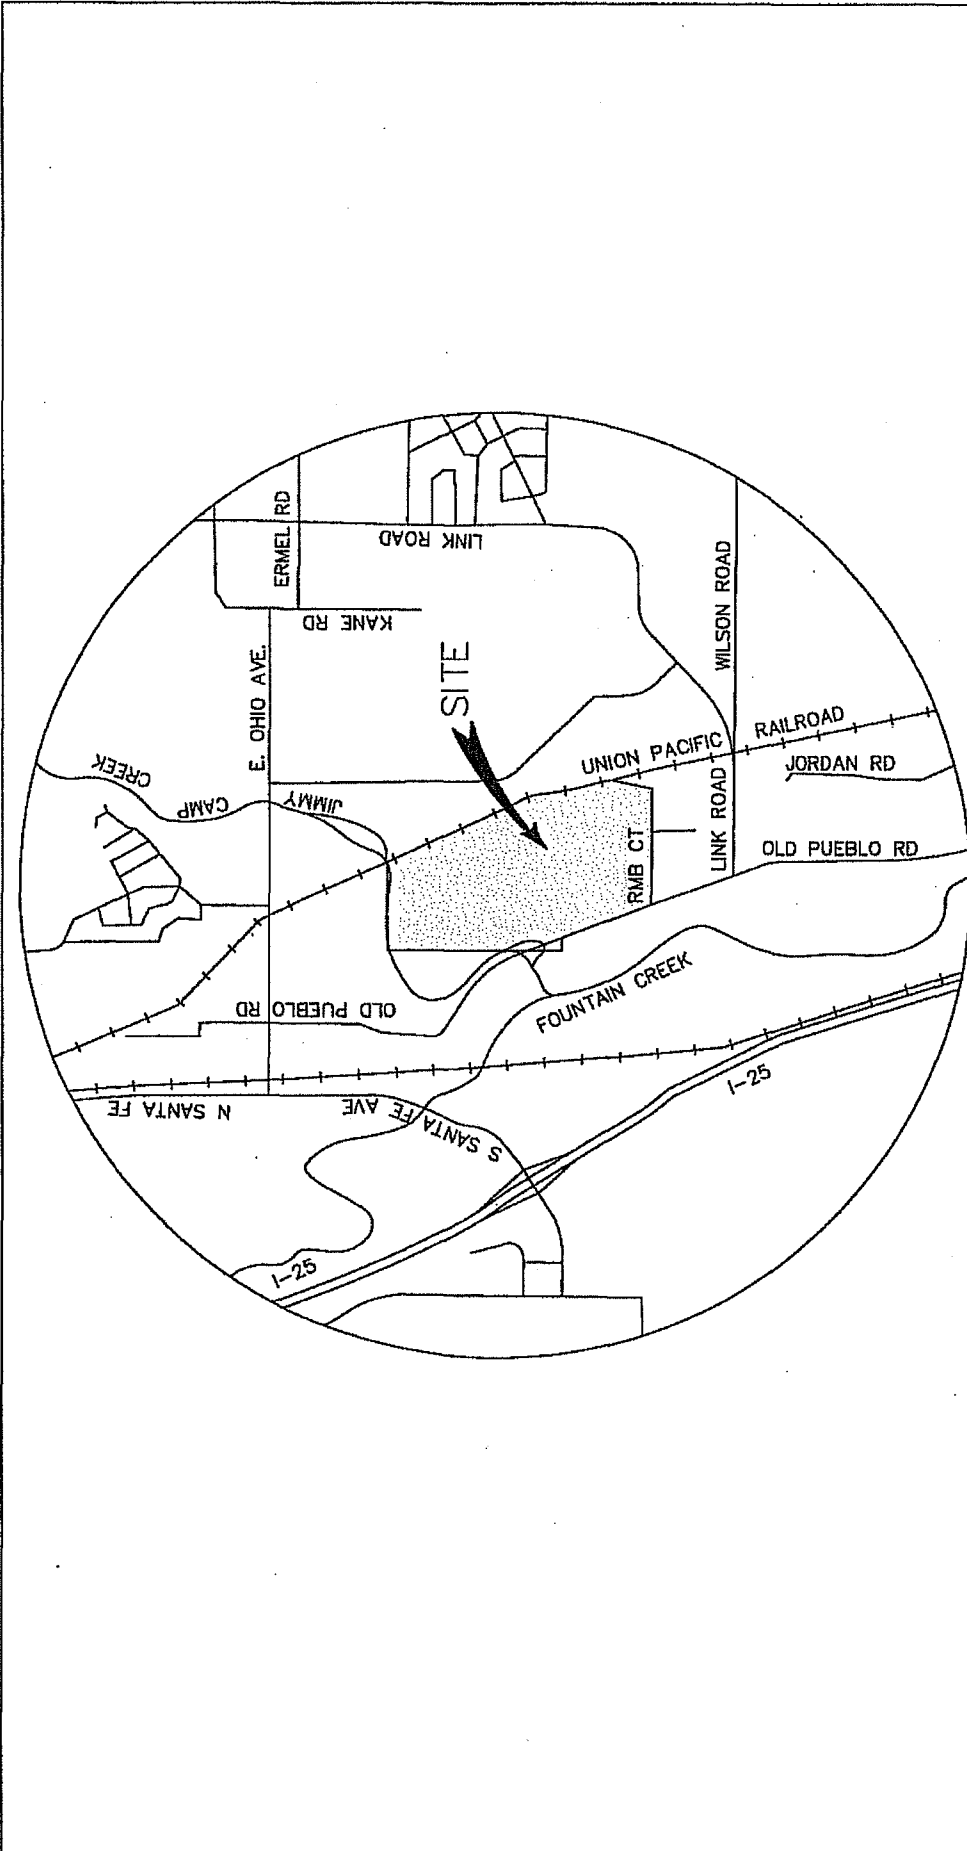 ERMEL RD
LINK ROAD
KANE RD
E. OHIO AVE.
SITE
WILSON ROAD
CREEK
CAMP
JIMMY
UNION PACIFIC
RAILROAD
JORDAN RD
LINK ROAD
RMB CT
OLD PUEBLO RD
OLD PUEBLO RD
FOUNTAIN CREEK
N SANTA FE
AVE
S SANTA FE
I-25
I-25